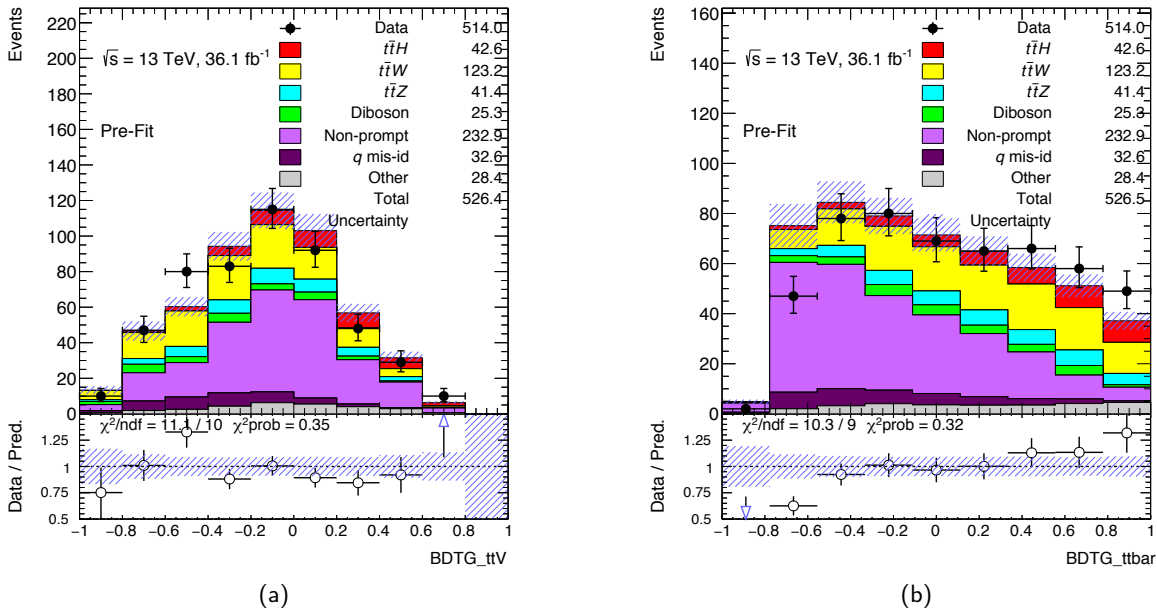 Events
220
200
180
160
140
120
100
80
60
40
20
0
√s = 13 TeV, 36.1 fb⁻¹
Pre-Fit
Data 514.0
tt̄H 42.6
tt̄W 123.2
tt̄Z 41.4
Diboson 25.3
Non-prompt 232.9
q mis-id 32.6
Other 28.4
Total 526.4
Uncertainty
χ²/ndf = 11.1 / 10 χ²prob = 0.35
Data / Pred.
1.25
1
0.75
0.5
−1 −0.8 −0.6 −0.4 −0.2 0 0.2 0.4 0.6 0.8 1
BDTG_ttV
(a)
Events
160
140
120
100
80
60
40
20
0
√s = 13 TeV, 36.1 fb⁻¹
Pre-Fit
Data 514.0
tt̄H 42.6
tt̄W 123.2
tt̄Z 41.4
Diboson 25.3
Non-prompt 232.9
q mis-id 32.6
Other 28.4
Total 526.5
Uncertainty
χ²/ndf = 10.3 / 9 χ²prob = 0.32
Data / Pred.
1.25
1
0.75
0.5
−1 −0.8 −0.6 −0.4 −0.2 0 0.2 0.4 0.6 0.8 1
BDTG_ttbar
(b)